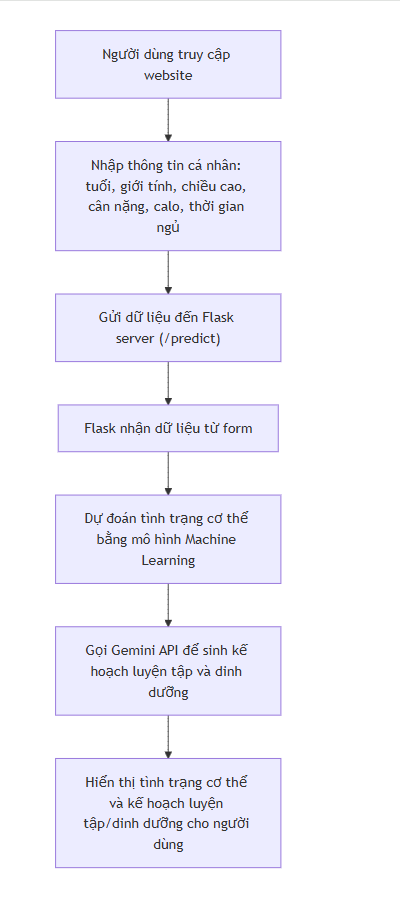 Người dùng truy cập
website
Nhập thông tin cá nhân:
tuổi, giới tính, chiều cao,
cân nặng, calo, thời gian
ngủ
Gửi dữ liệu đến Flask
server (/predict)
Flask nhận dữ liệu từ form
Dự đoán tình trạng cơ thể
bằng mô hình Machine
Learning
Gọi Gemini API để sinh kế
hoạch luyện tập và dinh
dưỡng
Hiển thị tình trạng cơ thể
và kế hoạch luyện
tập/dinh dưỡng cho người
dùng